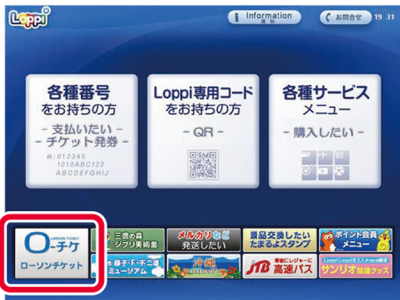 Loppi
Information
お問合せ
19 31
各種番号
をお持ちの方
- 支払いたい -
- チケット発券 -
例）012345
1010ABC123
ABCDEFGHJ
Loppi専用コード
をお持ちの方
- QR -
各種サービス
メニュー
- 購入したい -
ローチケ
ローソンチケット
三鷹の森
ジブリ美術館
メルカリなど
発送したい
景品交換したい
たまるよスタンプ
ポイント会員
メニュー
藤子・F・不二雄
ミュージアム
JTB
高速バス
サンリオ関連グッズ